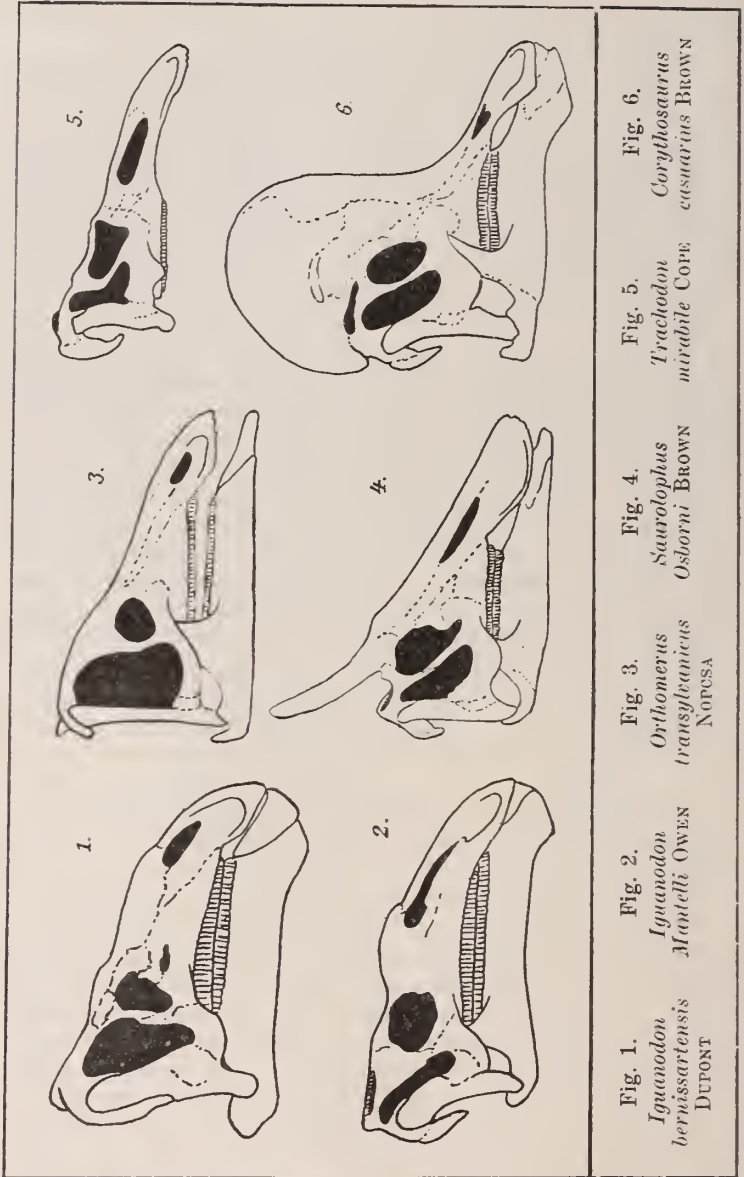 1.
3.
5.
2.
4.
6.
Fig. 1.
Iguanodon
bernissartensis
DUPONT
Fig. 2.
Iguanodon
Mantelli OWEN
Fig. 3.
Orthomerus
transylvanicus
NOPCSA
Fig. 4.
Saurolophus
Osborni BROWN
Fig. 5.
Trachodon
mirabile COPE
Fig. 6.
Corythosaurus
casuarius BROWN